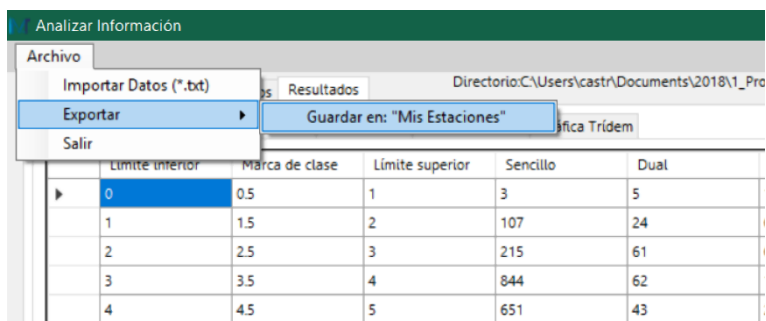 Analizar Información
Archivo
Importar Datos (*.txt)
Resultados
Directorio:C:\Users\castr\Documents\2018\1_Pro
Exportar
Guardar en: "Mis Estaciones"
Trídem
Salir
Límite inferior Marca de clase Límite superior Sencillo Dual
0 0.5 1 3 5
1 1.5 2 107 24
2 2.5 3 215 61
3 3.5 4 844 62
4 4.5 5 651 43